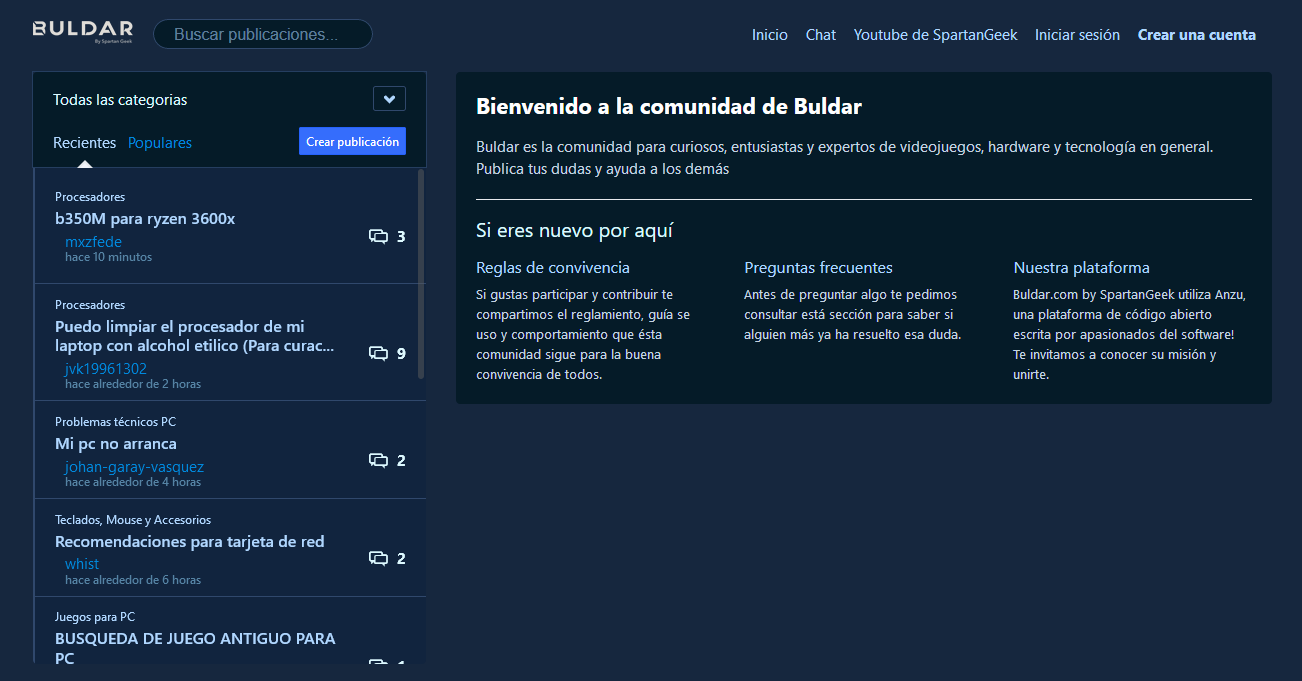 BULDAR
By Spartan Geek
Buscar publicaciones...
Inicio
Chat
Youtube de SpartanGeek
Iniciar sesión
Crear una cuenta
Todas las categorias
Recientes
Populares
Crear publicación
Procesadores
b350M para ryzen 3600x
mxzfede
hace 10 minutos
3
Procesadores
Puedo limpiar el procesador de mi
laptop con alcohol etilico (Para curac...
jvk19961302
hace alrededor de 2 horas
9
Problemas técnicos PC
Mi pc no arranca
johan-garay-vasquez
hace alrededor de 4 horas
2
Teclados, Mouse y Accesorios
Recomendaciones para tarjeta de red
whist
hace alrededor de 6 horas
2
Juegos para PC
BUSQUEDA DE JUEGO ANTIGUO PARA
PC
Bienvenido a la comunidad de Buldar
Buldar es la comunidad para curiosos, entusiastas y expertos de videojuegos, hardware y tecnología en general.
Publica tus dudas y ayuda a los demás
Si eres nuevo por aquí
Reglas de convivencia
Si gustas participar y contribuir te
compartimos el reglamento, guía se
uso y comportamiento que ésta
comunidad sigue para la buena
convivencia de todos.
Preguntas frecuentes
Antes de preguntar algo te pedimos
consultar está sección para saber si
alguien más ya ha resuelto esa duda.
Nuestra plataforma
Buldar.com by SpartanGeek utiliza Anzu,
una plataforma de código abierto
escrita por apasionados del software!
Te invitamos a conocer su misión y
unirte.